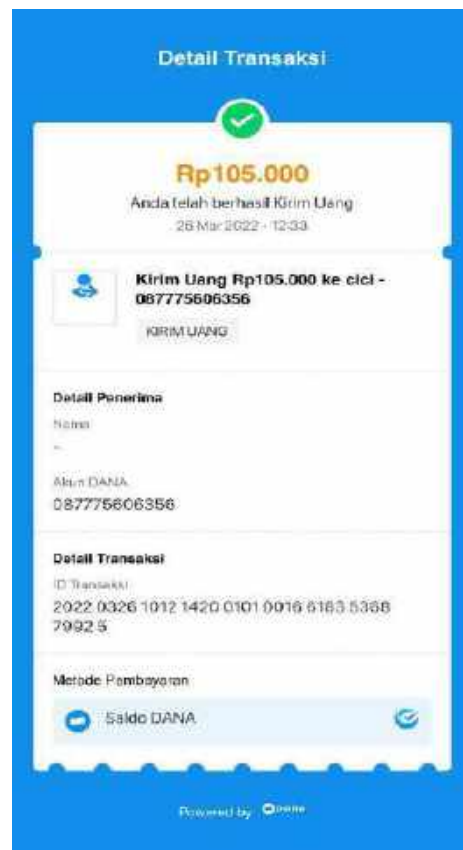 Detail Transaksi
Rp105.000
Anda telah berhasil Kirim Uang
26 Mar 2022 - 12:33
Kirim Uang Rp105.000 ke cici -
087775606356
KIRIM UANG
Detail Penerima
Nama
-
Akun DANA
087775606356
Detail Transaksi
ID Transaksi
2022 0326 1012 1420 0101 0016 6163 5368
7992 5
Metode Pembayaran
Saldo DANA
Powered by DANA